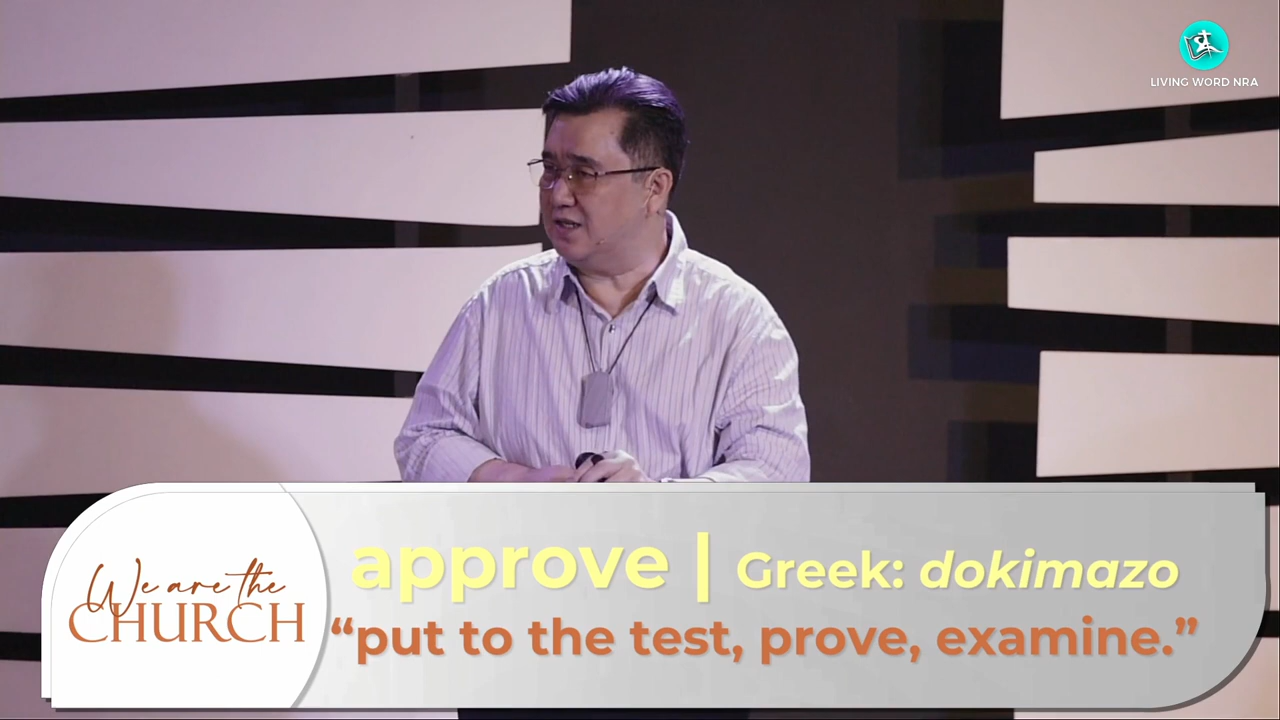 LIVING WORD NRA
We are the
CHURCH
approve | Greek: dokimazo
“put to the test, prove, examine.”